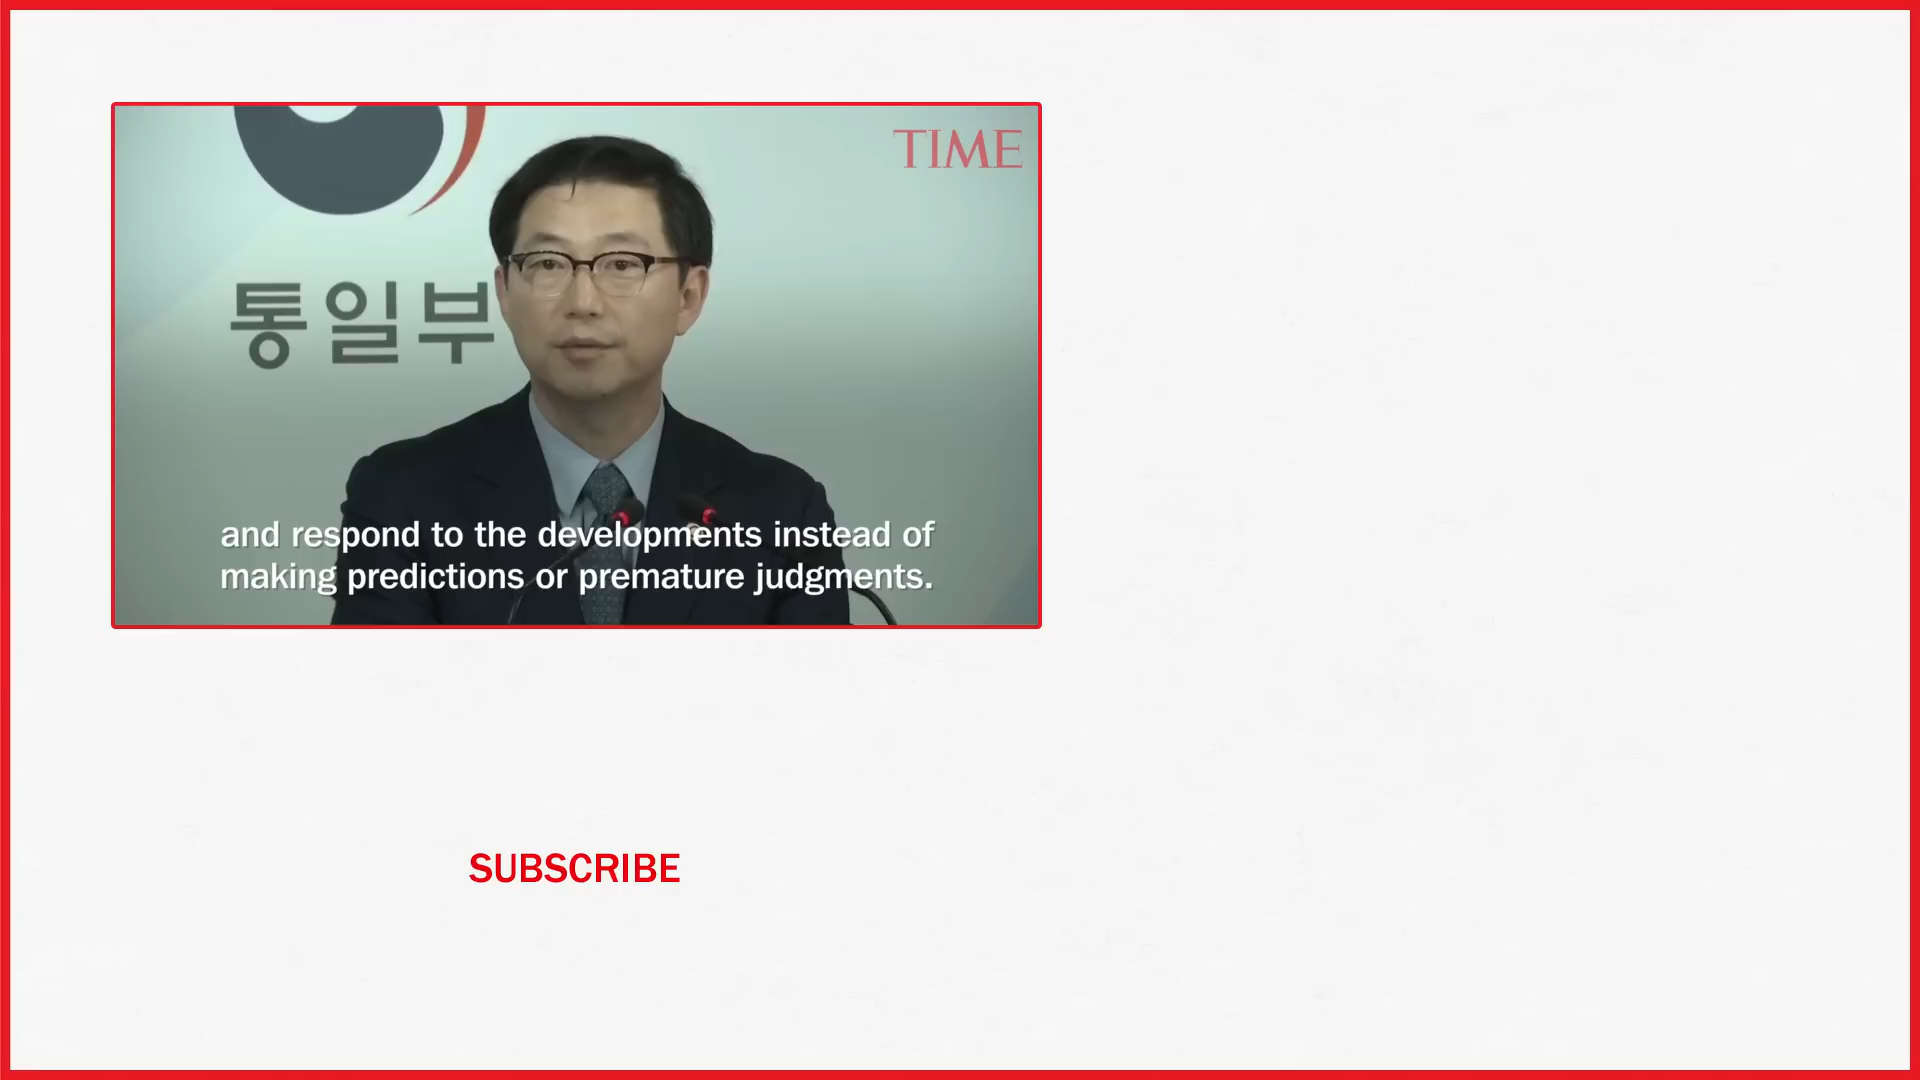 TIME
통일부
and respond to the developments instead of
making predictions or premature judgments.
SUBSCRIBE